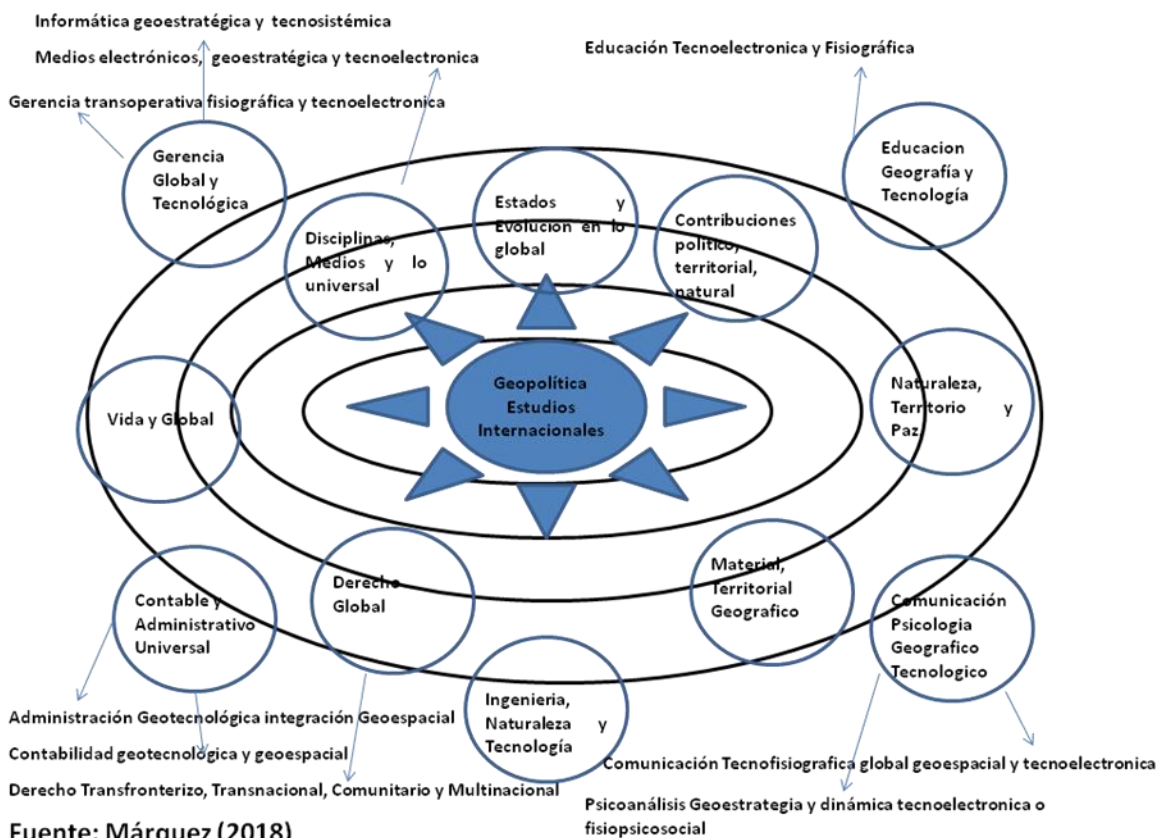 Informática geoestratégica y tecnosistémica
Medios electrónicos, geoestratégica y tecnoelectronica
Gerencia transoperativa fisiográfica y tecnoelectronica
Educación Tecnoelectronica y Fisiográfica
Gerencia
Global y
Tecnológica
Disciplinas,
Medios y lo
universal
Estados y
Evolución en lo
global
Contribuciones
político,
territorial,
natural
Educacion
Geografía y
Tecnología
Geopolítica
Estudios
Internacionales
Vida y Global
Naturaleza,
Territorio y
Paz.
Contable y
Administrativo
Universal
Derecho
Global
Ingenieria,
Naturaleza y
Tecnología
Material,
Territorial
Geografico
Comunicación
Psicologia
Geografico
Tecnologico
Administración Geotecnológica integración Geoespacial
Contabilidad geotecnológica y geoespacial
Derecho Transfronterizo, Transnacional, Comunitario y Multinacional
Comunicación Tecnofisiografica global geoespacial y tecnoelectronica
Psicoanálisis Geoestrategia y dinámica tecnoelectronica o
fisiopsicosocial
Fuente: Márquez (2018)